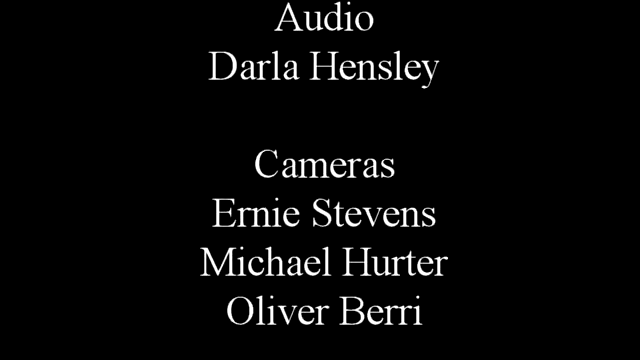 Audio
Darla Hensley
Cameras
Ernie Stevens
Michael Hurter
Oliver Berri